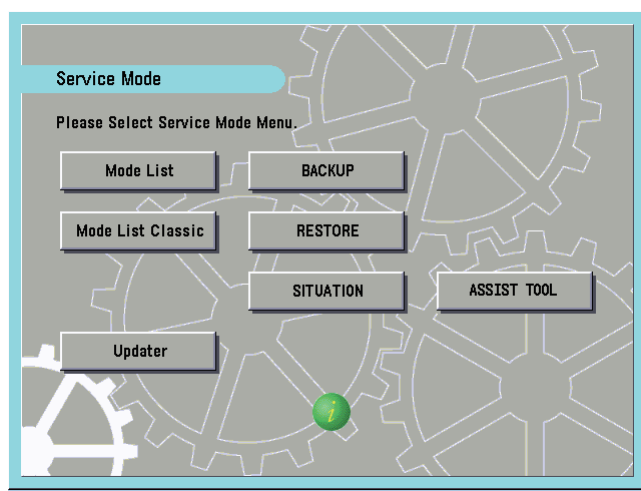 Service Mode
Please Select Service Mode Menu.
Mode List
BACKUP
Mode List Classic
RESTORE
SITUATION
ASSIST TOOL
Updater
i